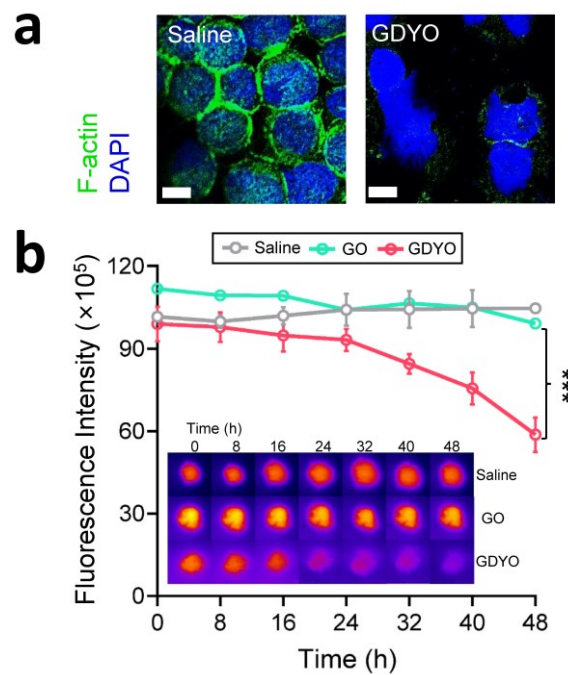 a
Saline
GDYO
F-actin
DAPI
b
Saline GO GDYO
Fluorescence Intensity (×10⁵)
120
90
60
30
0
Time (h)
0 8 16 24 32 40 48
Saline
GO
GDYO
***
0 8 16 24 32 40 48
Time (h)